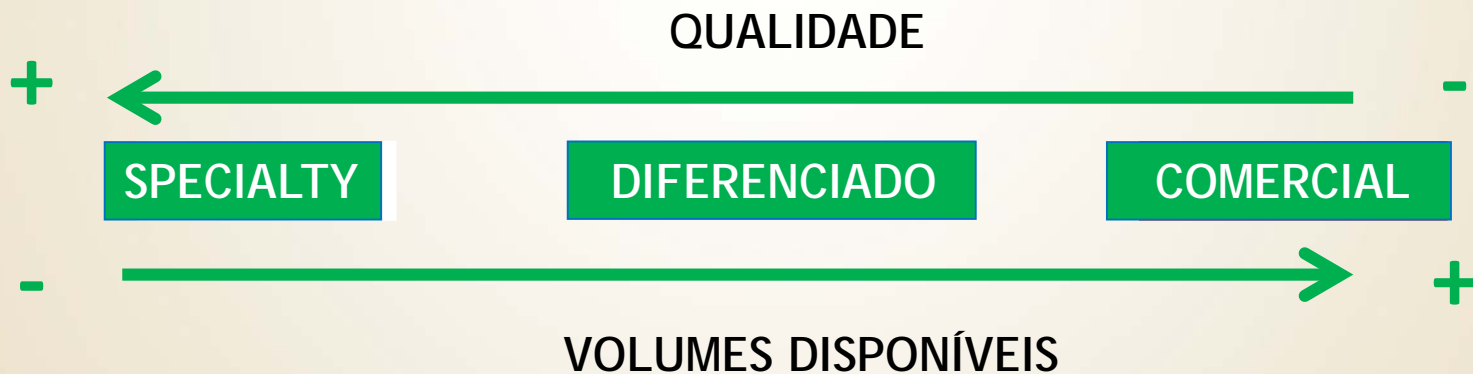 QUALIDADE
+ -
SPECIALTY DIFERENCIADO COMERCIAL
- +
VOLUMES DISPONÍVEIS